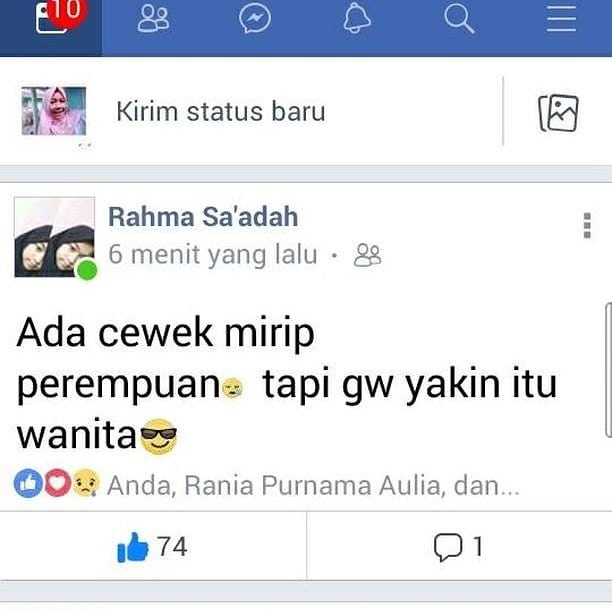 10
Kirim status baru
Rahma Sa'adah
6 menit yang lalu ·
Ada cewek mirip
perempuan😢 tapi gw yakin itu
wanita😎
Anda, Rania Purnama Aulia, dan...
74
1